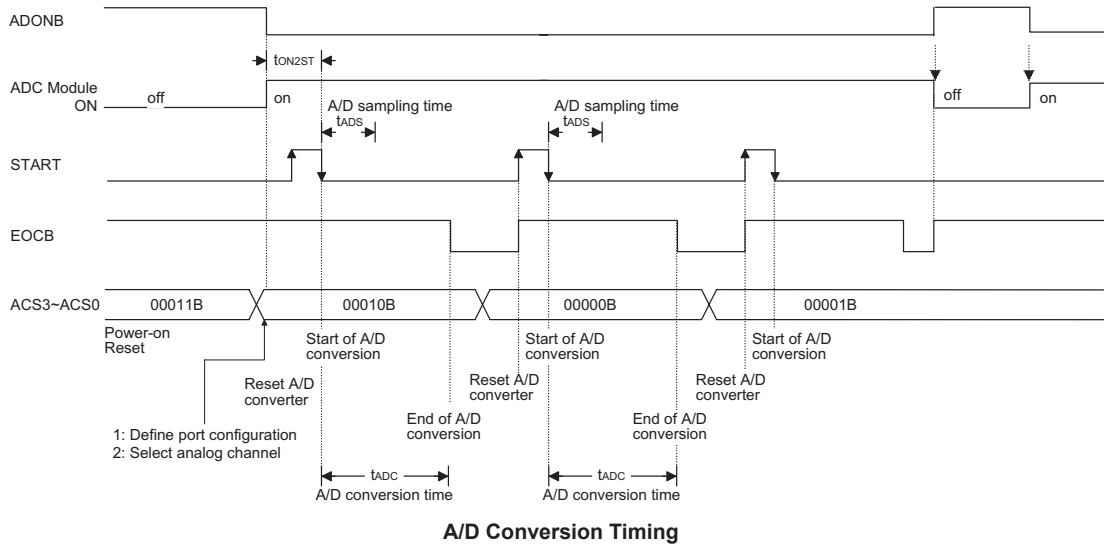 ADONB
tON2ST
ADC Module
ON
off
on
off
on
A/D sampling time
tADS
A/D sampling time
tADS
START
EOCB
ACS3~ACS0
00011B
00010B
00000B
00001B
Power-on
Reset
Start of A/D
conversion
Start of A/D
conversion
Start of A/D
conversion
Reset A/D
converter
Reset A/D
converter
Reset A/D
converter
End of A/D
conversion
End of A/D
conversion
1: Define port configuration
2: Select analog channel
tADC
A/D conversion time
tADC
A/D conversion time
A/D Conversion Timing